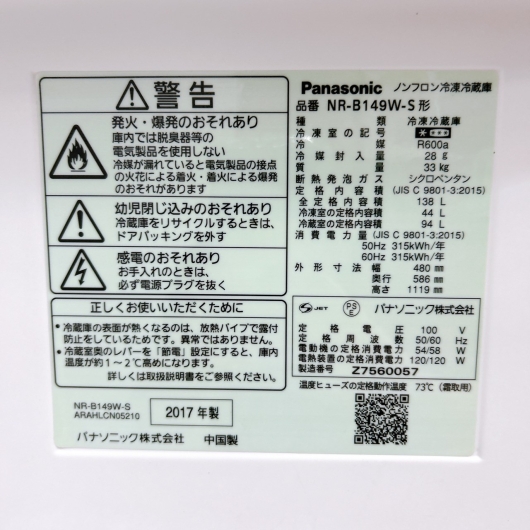 警告
発火・爆発のおそれあり
庫内では脱臭器等の
電気製品を使用しない
冷媒が漏れていると電気製品の接点
の火花による着火・着火による爆発
のおそれがあります
幼児閉じ込みのおそれあり
冷蔵庫をリサイクルするときは、
ドアパッキングを外す
感電のおそれあり
お手入れのときは、
必ず電源プラグを抜く
正しくお使いいただくために
・冷蔵庫の表面が熱くなるのは、放熱パイプで露付
防止をしているためです。異常ではありません。
・冷蔵室奥のレバーを「節電」設定にすると、庫内
温度が約1~2℃高めになります。
詳しくは取扱説明書をご覧ください。
NR-B149W-S
ARAHLCN05210
2017年製
パナソニック株式会社 中国製
Panasonic ノンフロン冷凍冷蔵庫
品番 NR-B149W-S形
種類 冷凍冷蔵庫
冷凍室の記号
冷媒 R600a
冷媒封入量 28g
質量 33kg
断熱発泡ガス シクロペンタン
定格内容積 (JIS C 9801-3:2015)
全定格内容積 138 L
冷凍室の定格内容積 44 L
冷蔵室の定格内容積 94 L
消費電力量 (JIS C 9801-3:2015)
50Hz 315kWh/年
60Hz 315kWh/年
外形寸法 幅 480 mm
奥行 586 mm
高さ 1119 mm
JET PSE パナソニック株式会社
定格電圧 100 V
定格周波数 50/60 Hz
電動機の定格消費電力 54/58 W
電熱装置の定格消費電力 120/120 W
製造番号 Z7560057
温度ヒューズの定格動作温度 73℃(霜取用)